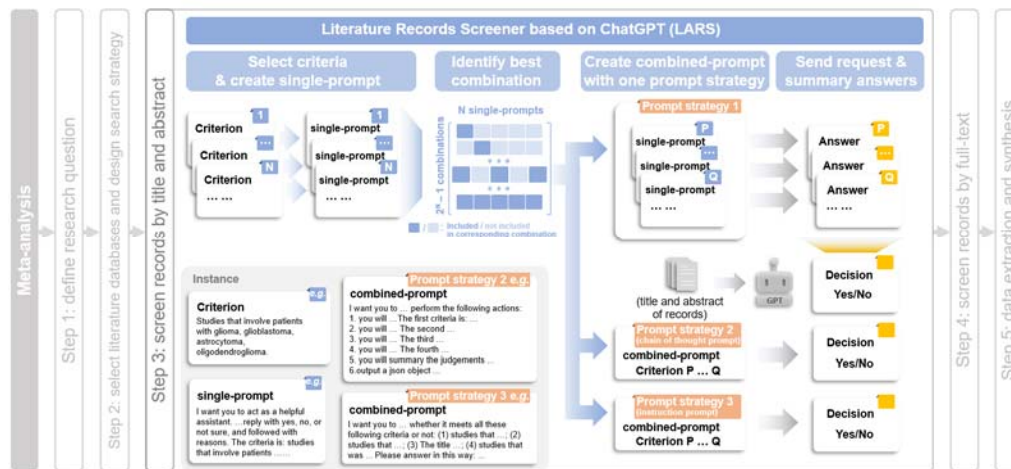 Meta-analysis
Step 1: define research question
Step 2: select literature databases and design search strategy
Step 3: screen records by title and abstract
Literature Records Screener based on ChatGPT (LARS)
Select criteria
& create single-prompt
Identify best
combination
Create combined-prompt
with one prompt strategy
Send request &
summary answers
1
Criterion
...
Criterion
N
Criterion
... ...
1
single-prompt
...
single-prompt
N
single-prompt
... ...
N single-prompts
2ᴺ – 1 combinations
/ : Included / not included
in corresponding combination
Prompt strategy 1
P
single-prompt
...
single-prompt
Q
single-prompt
... ...
P
Answer
...
Answer
Q
Answer
... ...
(title and abstract
of records)
GPT
Decision
Yes/No
Prompt strategy 2
(chain of thought prompt)
combined-prompt
Criterion P ... Q
Decision
Yes/No
Prompt strategy 3
(instruction prompt)
combined-prompt
Criterion P ... Q
Decision
Yes/No
Instance
e.g.
Criterion
Studies that involve patients
with glioma, glioblastoma,
astrocytoma,
oligodendroglioma.
e.g.
single-prompt
I want you to act as a helpful
assistant. ...reply with yes, no, or
not sure, and followed with
reasons. The criteria is: studies
that involve patients ......
Prompt strategy 2 e.g.
combined-prompt
I want you to ... perform the following actions:
1. you will ... The first criteria is: ...
2. you will ... The second ...
3. you will ... The third ...
4. you will ... The fourth ...
5. you will summary the judgements ...
6.output a json object ...
Prompt strategy 3 e.g.
combined-prompt
I want you to ... whether it meets all these
following criteria or not: (1) studies that ...; (2)
studies that ...; (3) The title ...; (4) studies that
was ... Please answer in this way: ...
Step 4: screen records by full-text
Step 5: data extraction and synthesis